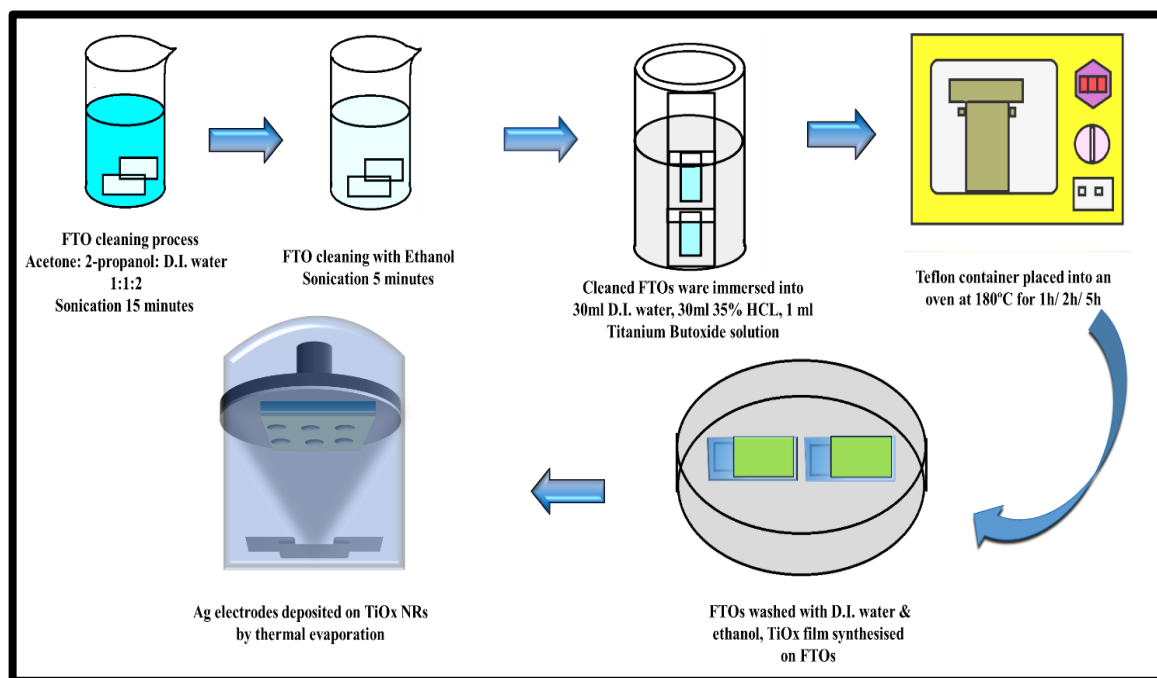 FTO cleaning process
Acetone: 2-propanol: D.I. water
1:1:2
Sonication 15 minutes
FTO cleaning with Ethanol
Sonication 5 minutes
Cleaned FTOs ware immersed into
30ml D.I. water, 30ml 35% HCL, 1 ml
Titanium Butoxide solution
Teflon container placed into an
oven at 180°C for 1h/ 2h/ 5h
Ag electrodes deposited on TiOx NRs
by thermal evaporation
FTOs washed with D.I. water &
ethanol, TiOx film synthesised
on FTOs